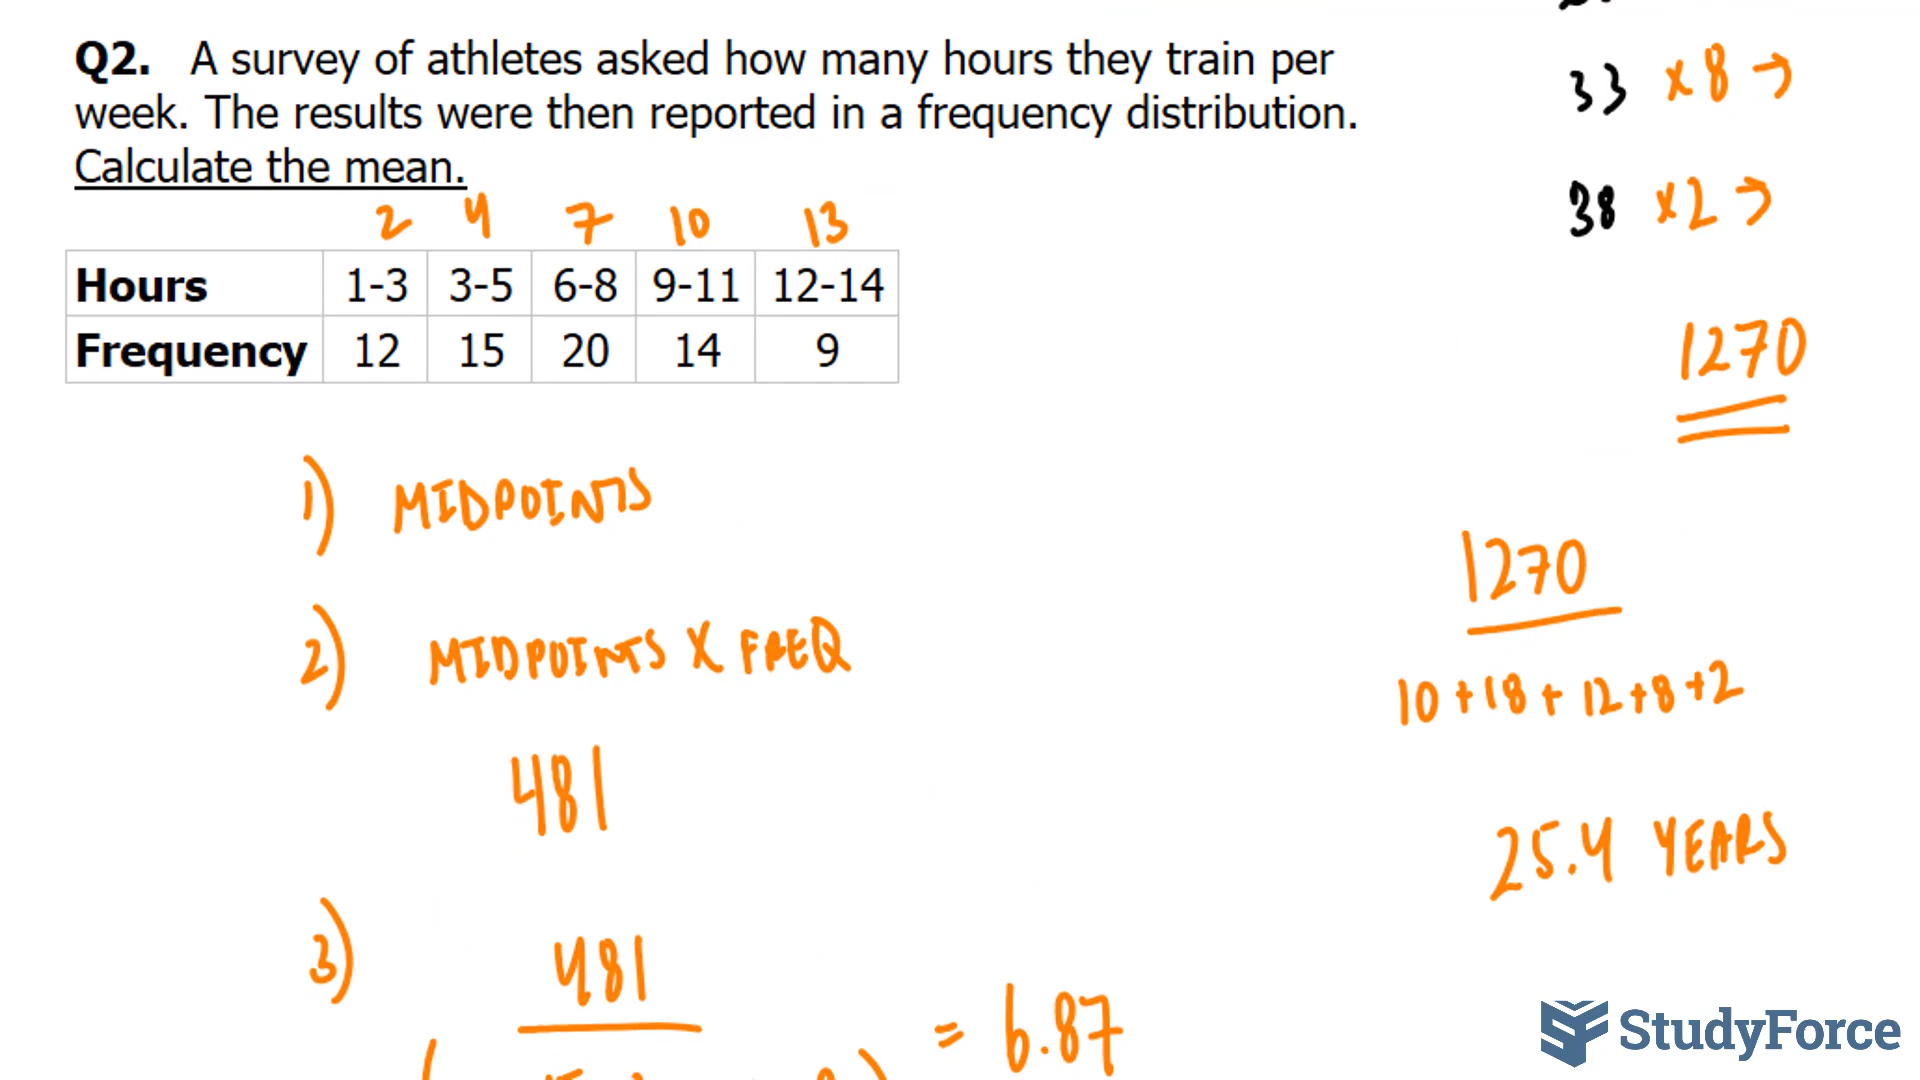 Q2. A survey of athletes asked how many hours they train per
week. The results were then reported in a frequency distribution.
Calculate the mean.
2 4 7 10 13
Hours 1-3 3-5 6-8 9-11 12-14
Frequency 12 15 20 14 9
1) MIDPOINTS
2) MIDPOINTS X FREQ
481
3) 481
= 6.87
33 x 8 →
38 x 2 →
1270
1270
10 + 18 + 12 + 8 + 2
25.4 YEARS
StudyForce